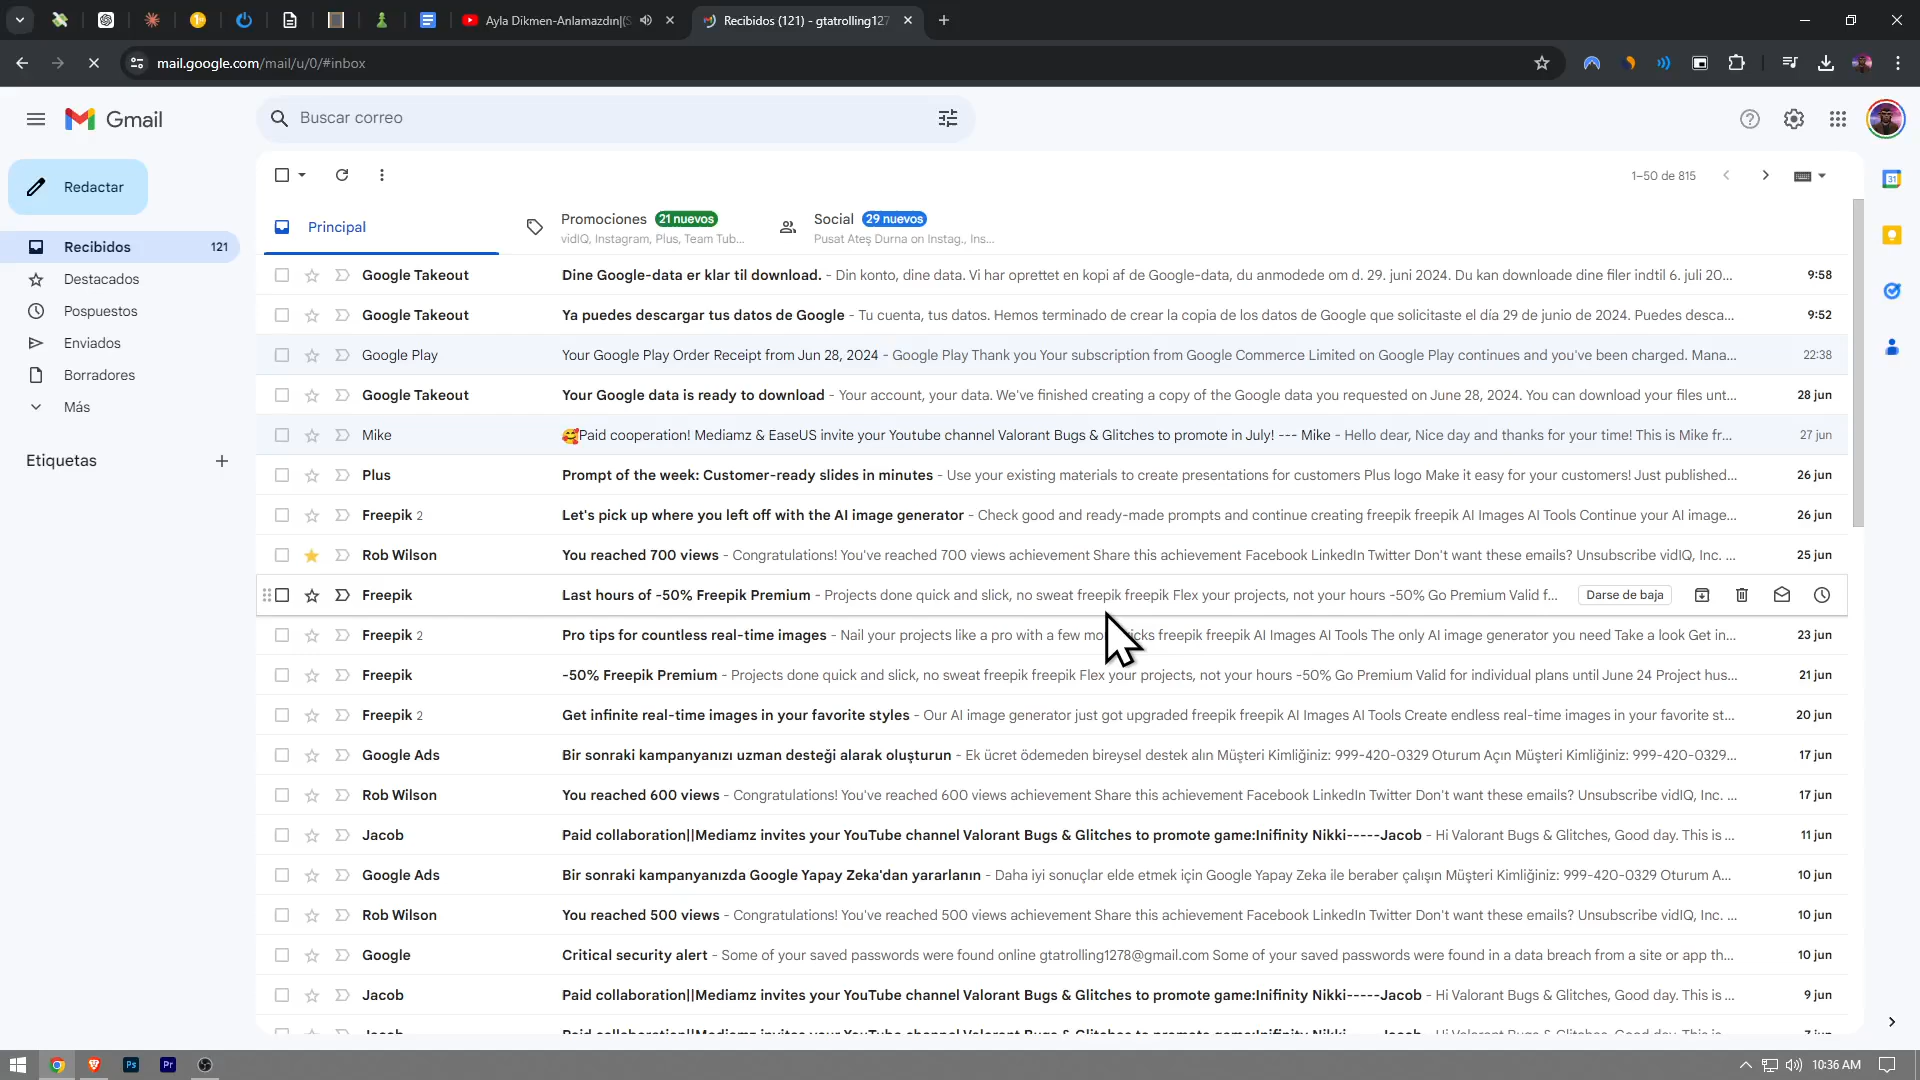 Ayla Dikmen-Anlamazdın|(S
Recibidos (121) - gtatrolling127
mail.google.com/mail/u/0/#inbox
Gmail
Buscar correo
Redactar
1–50 de 815
Principal
Promociones 21 nuevos
vidIQ, Instagram, Plus, Team Tub...
Social 29 nuevos
Pusat Ateş Durna on Instag., Ins...
Recibidos 121
Destacados
Pospuestos
Enviados
Borradores
Más
Etiquetas
Google Takeout Dine Google-data er klar til download. - Din konto, dine data. Vi har oprettet en kopi af de Google-data, du anmodede om d. 29. juni 2024. Du kan downloade dine filer indtil 6. juli 20... 9:58
Google Takeout Ya puedes descargar tus datos de Google - Tu cuenta, tus datos. Hemos terminado de crear la copia de los datos de Google que solicitaste el día 29 de junio de 2024. Puedes desca... 9:52
Google Play Your Google Play Order Receipt from Jun 28, 2024 - Google Play Thank you Your subscription from Google Commerce Limited on Google Play continues and you've been charged. Mana... 22:38
Google Takeout Your Google data is ready to download - Your account, your data. We've finished creating a copy of the Google data you requested on June 28, 2024. You can download your files unt... 28 jun
Mike 🥰Paid cooperation! Mediamz & EaseUS invite your Youtube channel Valorant Bugs & Glitches to promote in July! --- Mike - Hello dear, Nice day and thanks for your time! This is Mike fr... 27 jun
Plus Prompt of the week: Customer-ready slides in minutes - Use your existing materials to create presentations for customers Plus logo Make it easy for your customers! Just published... 26 jun
Freepik 2 Let's pick up where you left off with the AI image generator - Check good and ready-made prompts and continue creating freepik freepik AI Images AI Tools Continue your AI image... 26 jun
Rob Wilson You reached 700 views - Congratulations! You've reached 700 views achievement Share this achievement Facebook LinkedIn Twitter Don't want these emails? Unsubscribe vidIQ, Inc. ... 25 jun
Freepik Last hours of -50% Freepik Premium - Projects done quick and slick, no sweat freepik freepik Flex your projects, not your hours -50% Go Premium Valid f... Darse de baja
Freepik 2 Pro tips for countless real-time images - Nail your projects like a pro with a few mo cks freepik freepik AI Images AI Tools The only AI image generator you need Take a look Get in... 23 jun
Freepik -50% Freepik Premium - Projects done quick and slick, no sweat freepik freepik Flex your projects, not your hours -50% Go Premium Valid for individual plans until June 24 Project hus... 21 jun
Freepik 2 Get infinite real-time images in your favorite styles - Our AI image generator just got upgraded freepik freepik AI Images AI Tools Create endless real-time images in your favorite st... 20 jun
Google Ads Bir sonraki kampanyanızı uzman desteği alarak oluşturun - Ek ücret ödemeden bireysel destek alın Müşteri Kimliğiniz: 999-420-0329 Oturum Açın Müşteri Kimliğiniz: 999-420-0329... 17 jun
Rob Wilson You reached 600 views - Congratulations! You've reached 600 views achievement Share this achievement Facebook LinkedIn Twitter Don't want these emails? Unsubscribe vidIQ, Inc. ... 17 jun
Jacob Paid collaboration||Mediamz invites your YouTube channel Valorant Bugs & Glitches to promote game:Inifinity Nikki-----Jacob - Hi Valorant Bugs & Glitches, Good day. This is ... 11 jun
Google Ads Bir sonraki kampanyanızda Google Yapay Zeka'dan yararlanın - Daha iyi sonuçlar elde etmek için Google Yapay Zeka ile beraber çalışın Müşteri Kimliğiniz: 999-420-0329 Oturum A... 10 jun
Rob Wilson You reached 500 views - Congratulations! You've reached 500 views achievement Share this achievement Facebook LinkedIn Twitter Don't want these emails? Unsubscribe vidIQ, Inc. ... 10 jun
Google Critical security alert - Some of your saved passwords were found online gtatrolling1278@gmail.com Some of your saved passwords were found in a data breach from a site or app th... 10 jun
Jacob Paid collaboration||Mediamz invites your YouTube channel Valorant Bugs & Glitches to promote game:Inifinity Nikki-----Jacob - Hi Valorant Bugs & Glitches, Good day. This is ... 9 jun
10:36 AM